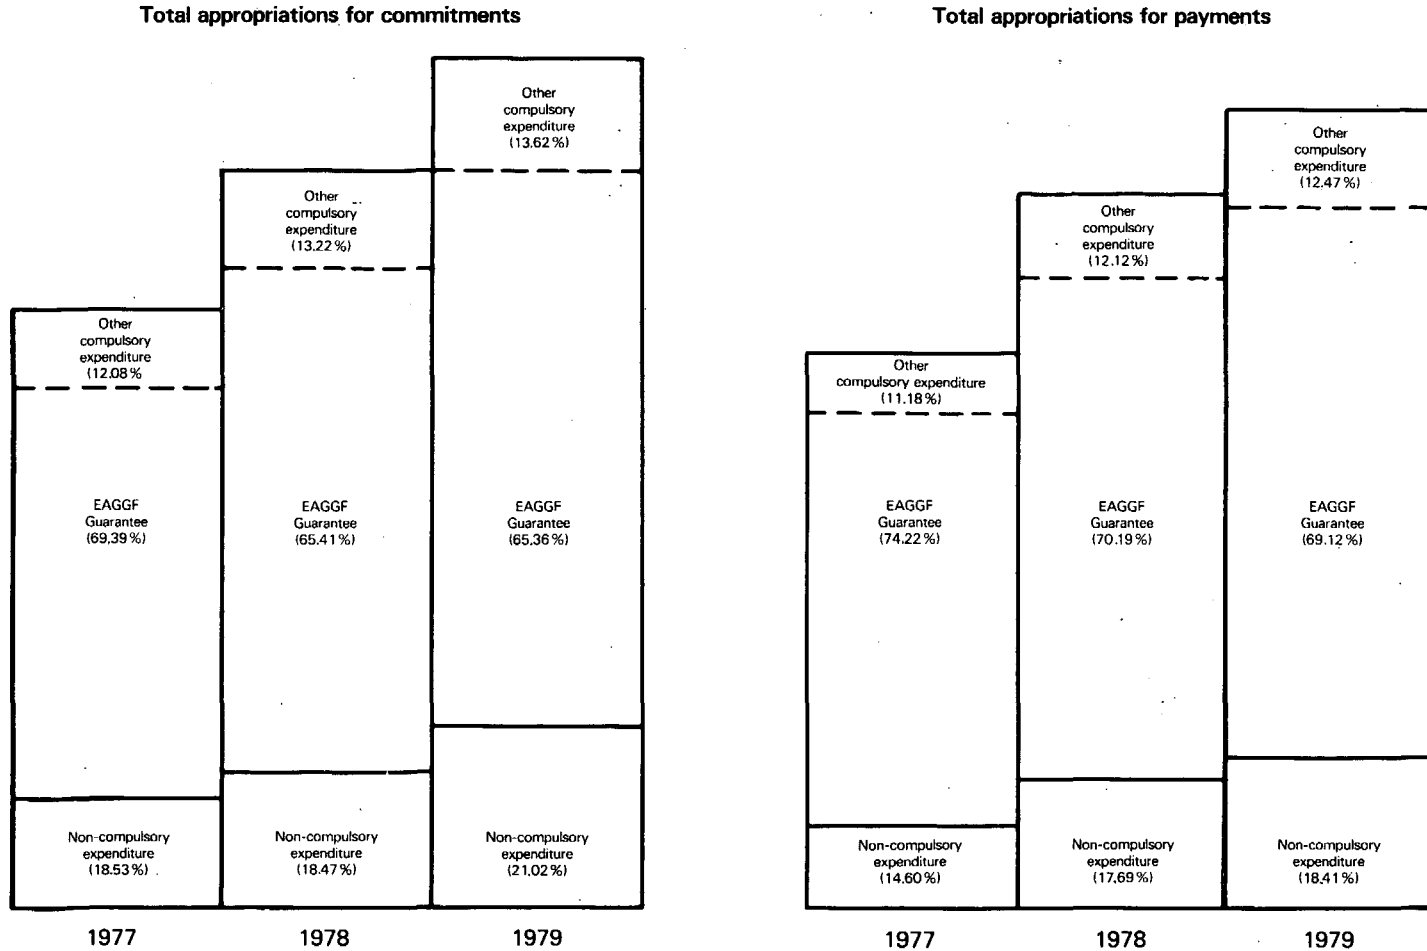 Total appropriations for commitments
Other
compulsory
expenditure
(13.62%)
Other
compulsory
expenditure
(13.22%)
Other
compulsory
expenditure
(12.08%
EAGGF
Guarantee
(69,39%)
EAGGF
Guarantee
(65.41%)
EAGGF
Guarantee
(65,36%)
Non-compulsory
expenditure
(18.53%)
Non-compulsory
expenditure
(18.47%)
Non-compulsory
expenditure
(21.02%)
1977
1978
1979
Total appropriations for payments
Other
compulsory
expenditure
(12.47%)
Other
compulsory
expenditure
(12.12%)
Other
compulsory expenditure
(11.18%)
EAGGF
Guarantee
(74.22%)
EAGGF
Guarantee
(70.19%)
EAGGF
Guarantee
(69.12%)
Non-compulsory
expenditure
(14.60%)
Non-compulsory
expenditure
(17.69%)
Non-compulsory
expenditure
(18.41%)
1977
1978
1979